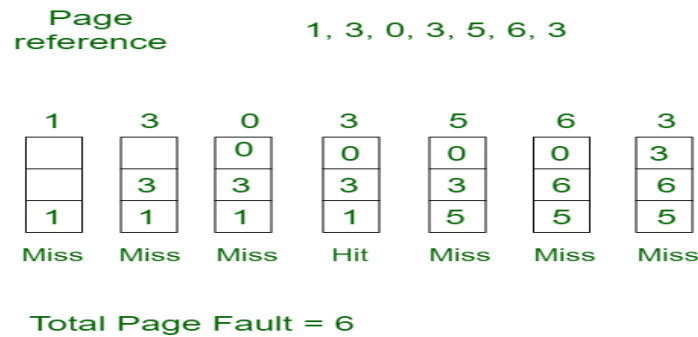 Page
reference
1, 3, 0, 3, 5, 6, 3
1 3 0 3 5 6 3
0 0 0 0 3
3 3 3 3 6 6
1 1 1 1 5 5 5
Miss Miss Miss Hit Miss Miss Miss
Total Page Fault = 6